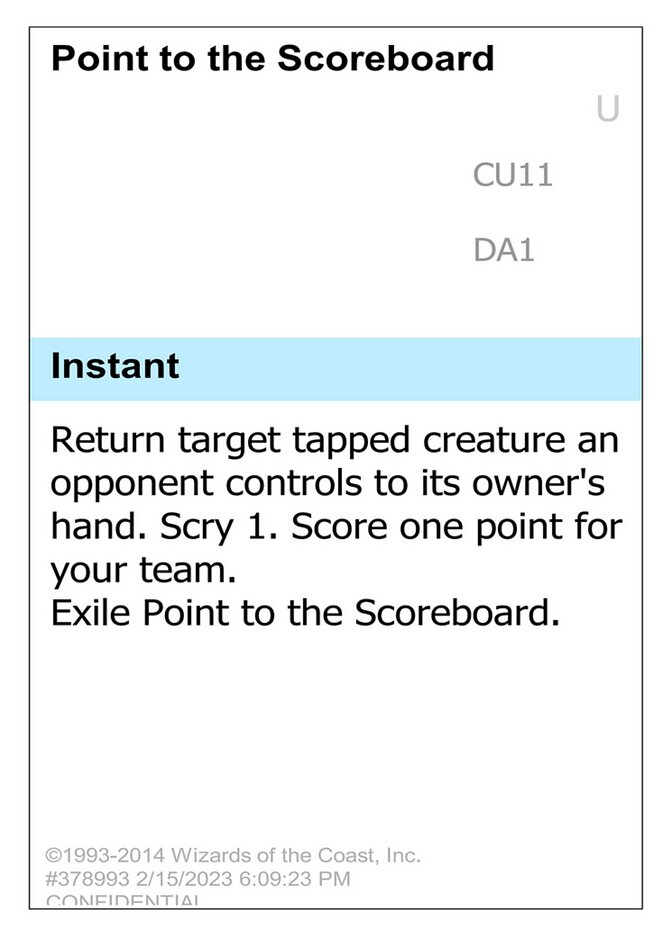 Point to the Scoreboard
U
CU11
DA1
Instant
Return target tapped creature an
opponent controls to its owner's
hand. Scry 1. Score one point for
your team.
Exile Point to the Scoreboard.
©1993-2014 Wizards of the Coast, Inc.
#378993 2/15/2023 6:09:23 PM
CONFIDENTIAL